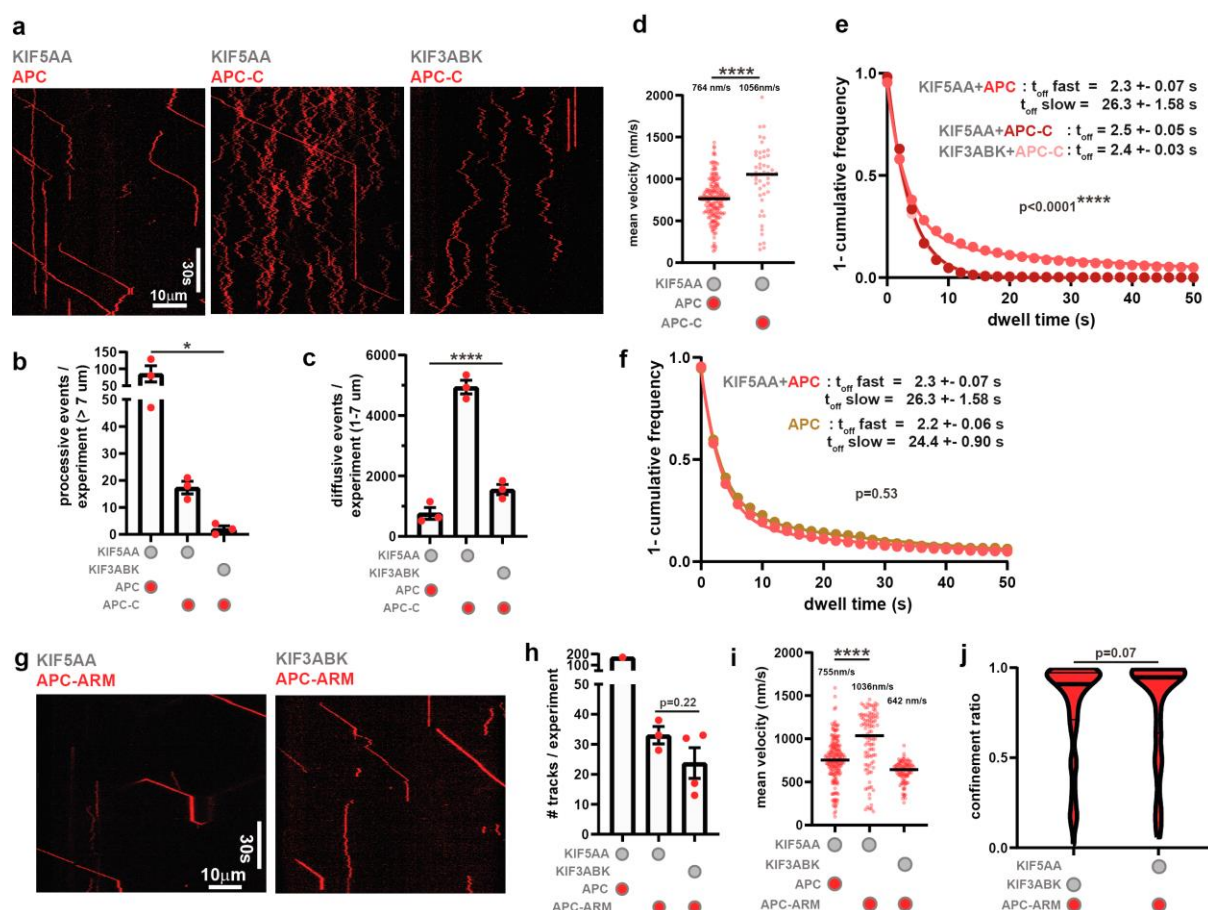 a
KIF5AA
APC
KIF5AA
APC-C
KIF3ABK
APC-C
30s
10μm
b
processive events /
experiment (> 7 um)
150
100
50
50
40
30
20
10
0
*
KIF5AA
KIF3ABK
APC
APC-C
c
diffusive events /
experiment (1-7 um)
6000
4000
2000
0
****
KIF5AA
KIF3ABK
APC
APC-C
d
****
764 nm/s
1056nm/s
mean velocity (nm/s)
2000
1500
1000
500
0
KIF5AA
APC
APC-C
e
1- cumulative frequency
1.0
0.5
0.0
KIF5AA+APC : toff fast = 2.3 +- 0.07 s
toff slow = 26.3 +- 1.58 s
KIF5AA+APC-C : toff = 2.5 +- 0.05 s
KIF3ABK+APC-C : toff = 2.4 +- 0.03 s
p<0.0001****
0 10 20 30 40 50
dwell time (s)
f
1- cumulative frequency
1.0
0.5
0.0
KIF5AA+APC : toff fast = 2.3 +- 0.07 s
toff slow = 26.3 +- 1.58 s
APC : toff fast = 2.2 +- 0.06 s
toff slow = 24.4 +- 0.90 s
p=0.53
0 10 20 30 40 50
dwell time (s)
g
KIF5AA
APC-ARM
KIF3ABK
APC-ARM
30s
10μm
h
# tracks / experiment
200
150
100
50
50
40
30
20
10
0
p=0.22
KIF5AA
KIF3ABK
APC
APC-ARM
i
mean velocity (nm/s)
2000
1500
1000
500
0
****
755nm/s
1036nm/s
642 nm/s
KIF5AA
KIF3ABK
APC
APC-ARM
j
p=0.07
confinement ratio
1.0
0.5
0.0
KIF5AA
KIF3ABK
APC-ARM